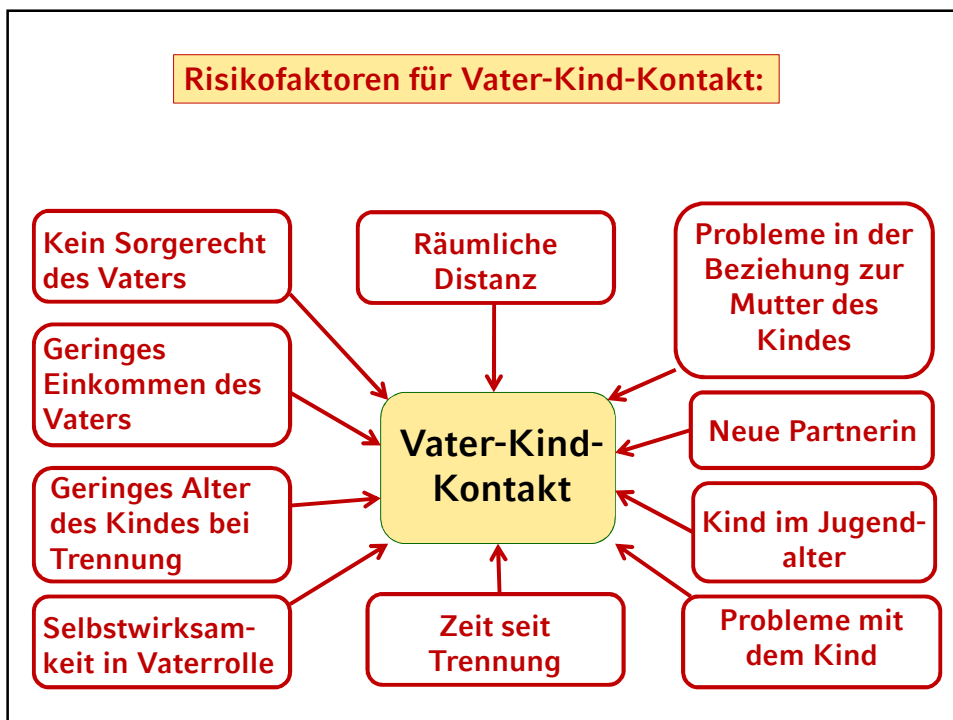 Risikofaktoren für Vater-Kind-Kontakt:
Kein Sorgerecht
des Vaters
Räumliche
Distanz
Probleme in der
Beziehung zur
Mutter des
Kindes
Geringes
Einkommen des
Vaters
Vater-Kind-
Kontakt
Neue Partnerin
Geringes Alter
des Kindes bei
Trennung
Kind im Jugend-
alter
Selbstwirksam-
keit in Vaterrolle
Zeit seit
Trennung
Probleme mit
dem Kind